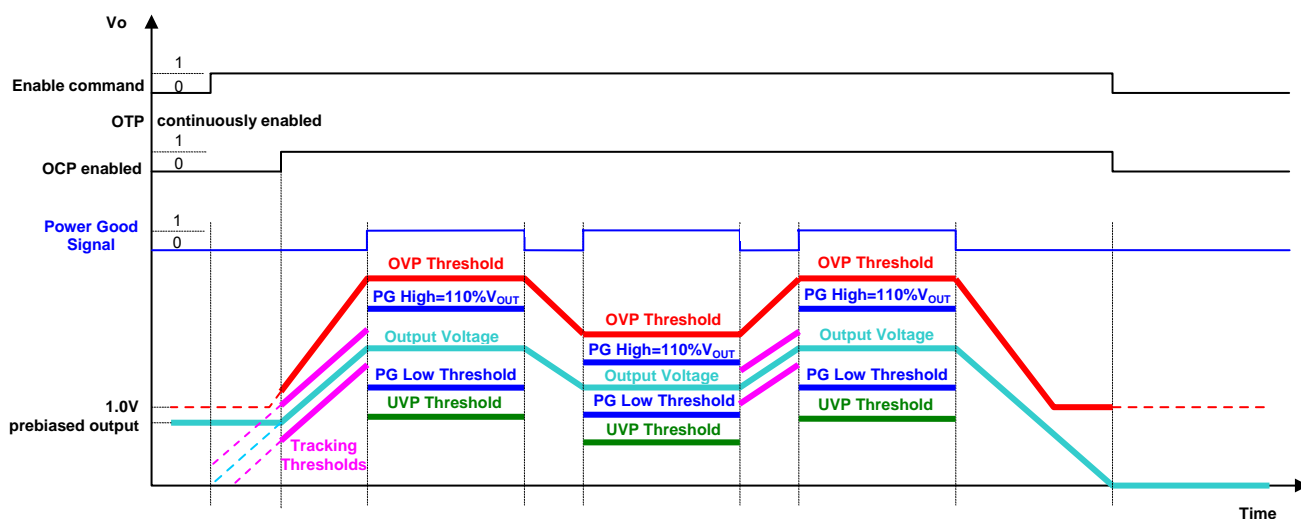 Vo
1
Enable command
0
OTP continuously enabled
1
OCP enabled
0
Power Good
Signal
1
0
OVP Threshold
OVP Threshold
PG High=110%VOUT
PG High=110%VOUT
OVP Threshold
Output Voltage
PG High=110%VOUT
Output Voltage
Output Voltage
PG Low Threshold
PG Low Threshold
PG Low Threshold
1.0V
prebiased output
UVP Threshold
UVP Threshold
UVP Threshold
Tracking
Thresholds
Time